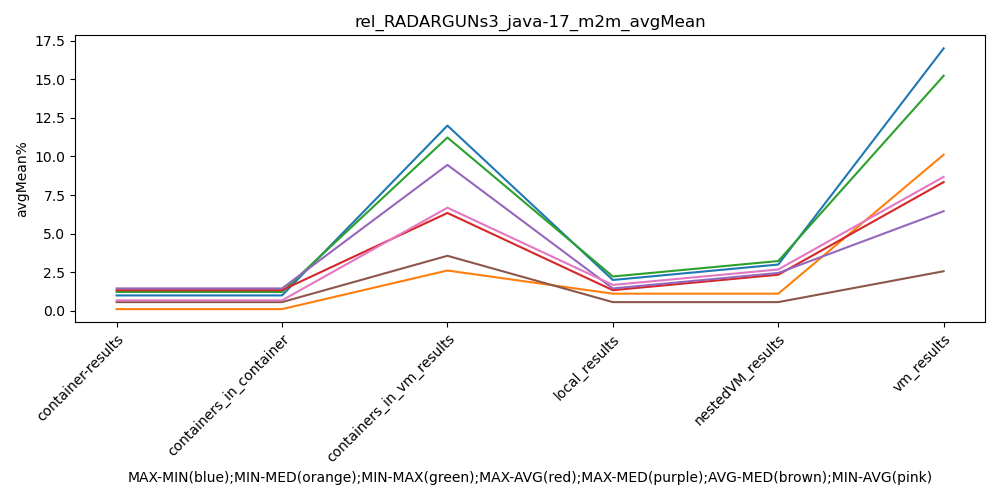 rel_RADARGUNs3_java-17_m2m_avgMean
17.5
15.0
12.5
10.0
7.5
5.0
2.5
0.0
avgMean%
container-results
containers_in_container
containers_in_vm_results
local_results
nestedVM_results
vm_results
MAX-MIN(blue);MIN-MED(orange);MIN-MAX(green);MAX-AVG(red);MAX-MED(purple);AVG-MED(brown);MIN-AVG(pink)